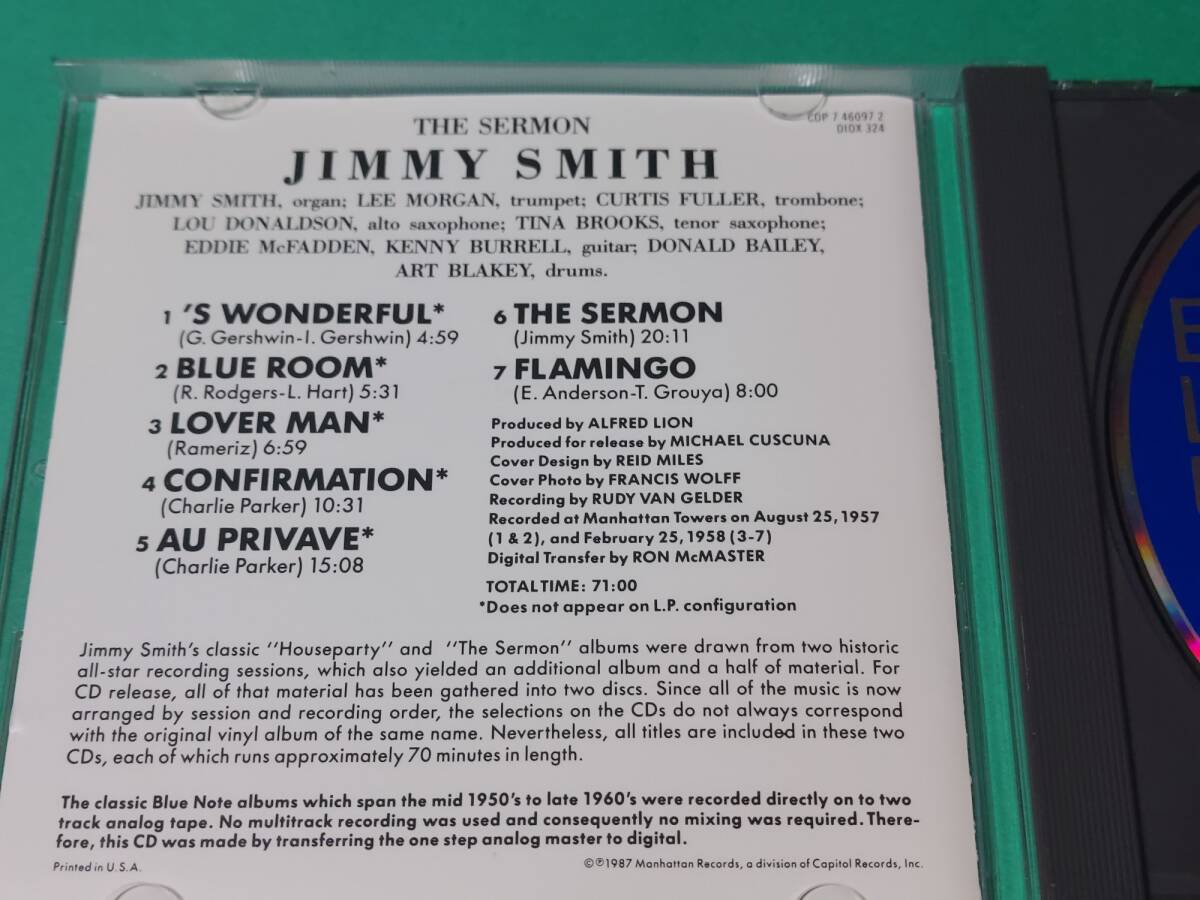 CDP 7 46097 2
DIDX 324
THE SERMON
JIMMY SMITH
JIMMY SMITH, organ; LEE MORGAN, trumpet; CURTIS FULLER, trombone;
LOU DONALDSON, alto saxophone; TINA BROOKS, tenor saxophone;
EDDIE McFADDEN, KENNY BURRELL, guitar; DONALD BAILEY,
ART BLAKEY, drums.
1 'S WONDERFUL*
(G. Gershwin-I. Gershwin) 4:59
2 BLUE ROOM*
(R. Rodgers-L. Hart) 5:31
3 LOVER MAN*
(Rameriz) 6:59
4 CONFIRMATION*
(Charlie Parker) 10:31
5 AU PRIVAVE*
(Charlie Parker) 15:08
6 THE SERMON
(Jimmy Smith) 20:11
7 FLAMINGO
(E. Anderson-T. Grouya) 8:00
Produced by ALFRED LION
Produced for release by MICHAEL CUSCUNA
Cover Design by REID MILES
Cover Photo by FRANCIS WOLFF
Recording by RUDY VAN GELDER
Recorded at Manhattan Towers on August 25, 1957
(1 & 2), and February 25, 1958 (3-7)
Digital Transfer by RON McMASTER
TOTAL TIME: 71:00
*Does not appear on L.P. configuration
Jimmy Smith's classic "Houseparty" and "The Sermon" albums were drawn from two historic
all-star recording sessions, which also yielded an additional album and a half of material. For
CD release, all of that material has been gathered into two discs. Since all of the music is now
arranged by session and recording order, the selections on the CDs do not always correspond
with the original vinyl album of the same name. Nevertheless, all titles are included in these two
CDs, each of which runs approximately 70 minutes in length.
The classic Blue Note albums which span the mid 1950's to late 1960's were recorded directly on to two
track analog tape. No multitrack recording was used and consequently no mixing was required. There-
fore, this CD was made by transferring the one step analog master to digital.
Printed in U.S.A.
©℗1987 Manhattan Records, a division of Capitol Records, Inc.